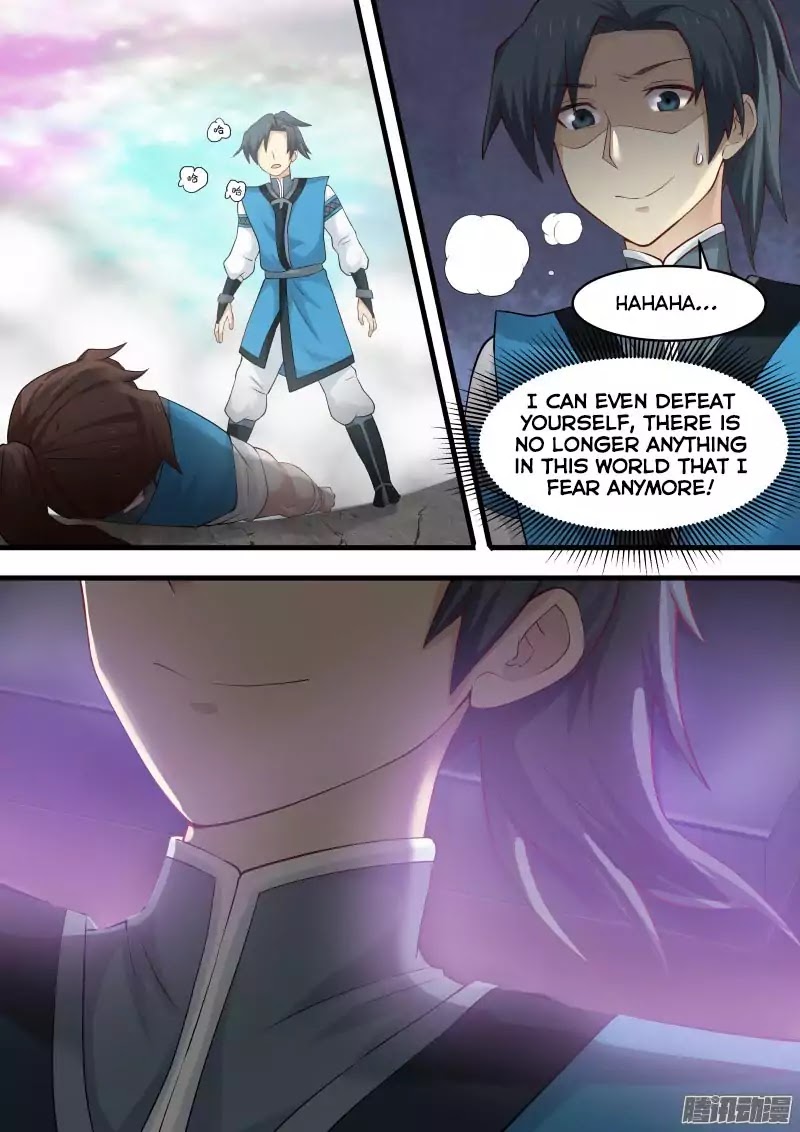 哈
哈
哈
HAHAHA...
I CAN EVEN DEFEAT
YOURSELF, THERE IS
NO LONGER ANYTHING
IN THIS WORLD THAT I
FEAR ANYMORE!
腾讯动漫